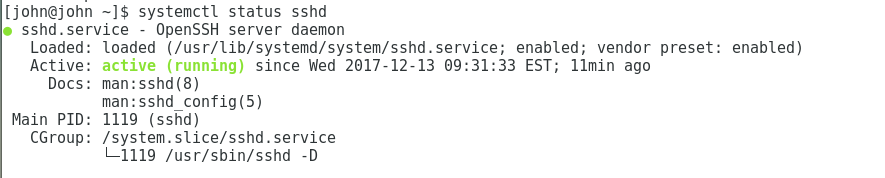 [john@john ~]$ systemctl status sshd
● sshd.service - OpenSSH server daemon
   Loaded: loaded (/usr/lib/systemd/system/sshd.service; enabled; vendor preset: enabled)
   Active: active (running) since Wed 2017-12-13 09:31:33 EST; 11min ago
     Docs: man:sshd(8)
           man:sshd_config(5)
 Main PID: 1119 (sshd)
   CGroup: /system.slice/sshd.service
           └─1119 /usr/sbin/sshd -D